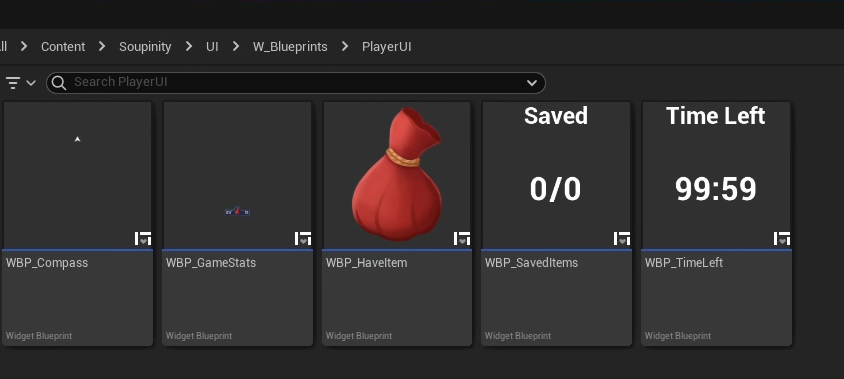 ll > Content > Soupinity > UI > W_Blueprints > PlayerUI
Search PlayerUI
Saved
0/0
Time Left
99:59
WBP_Compass
WBP_GameStats
WBP_HaveItem
WBP_SavedItems
WBP_TimeLeft
Widget Blueprint
Widget Blueprint
Widget Blueprint
Widget Blueprint
Widget Blueprint